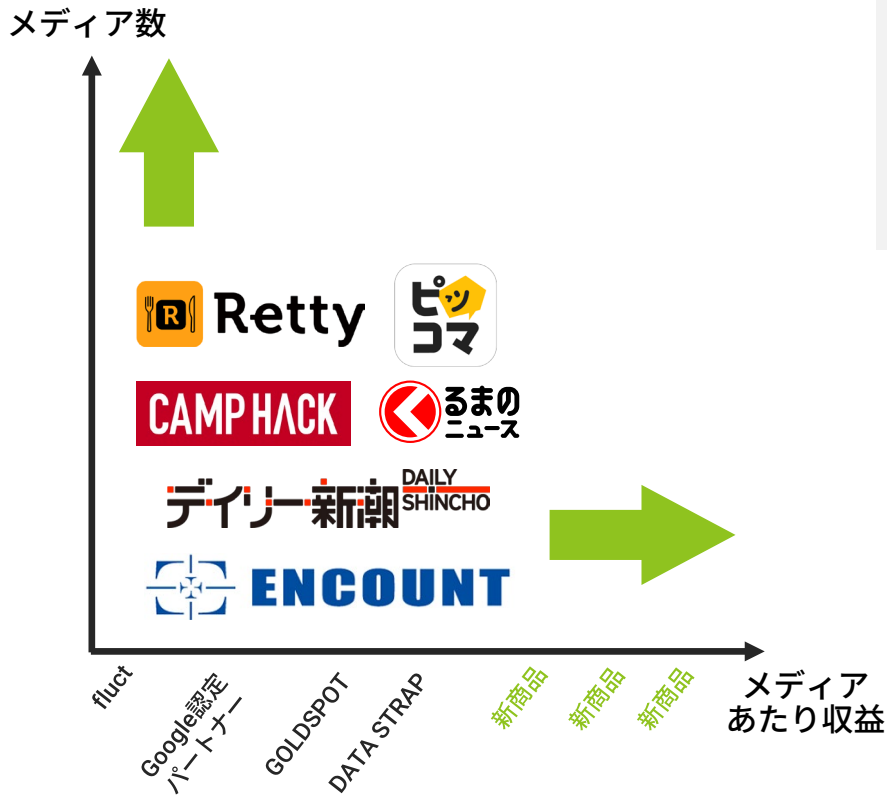 メディア数
R Retty
ピッ
コマ
CAMP HACK
るまの
ニュース
デイリー新潮 DAILY
SHINCHO
ENCOUNT
fluct
Google認定
パートナー
GOLDSPOT
DATA STRAP
新商品
新商品
新商品
メディア
あたり収益